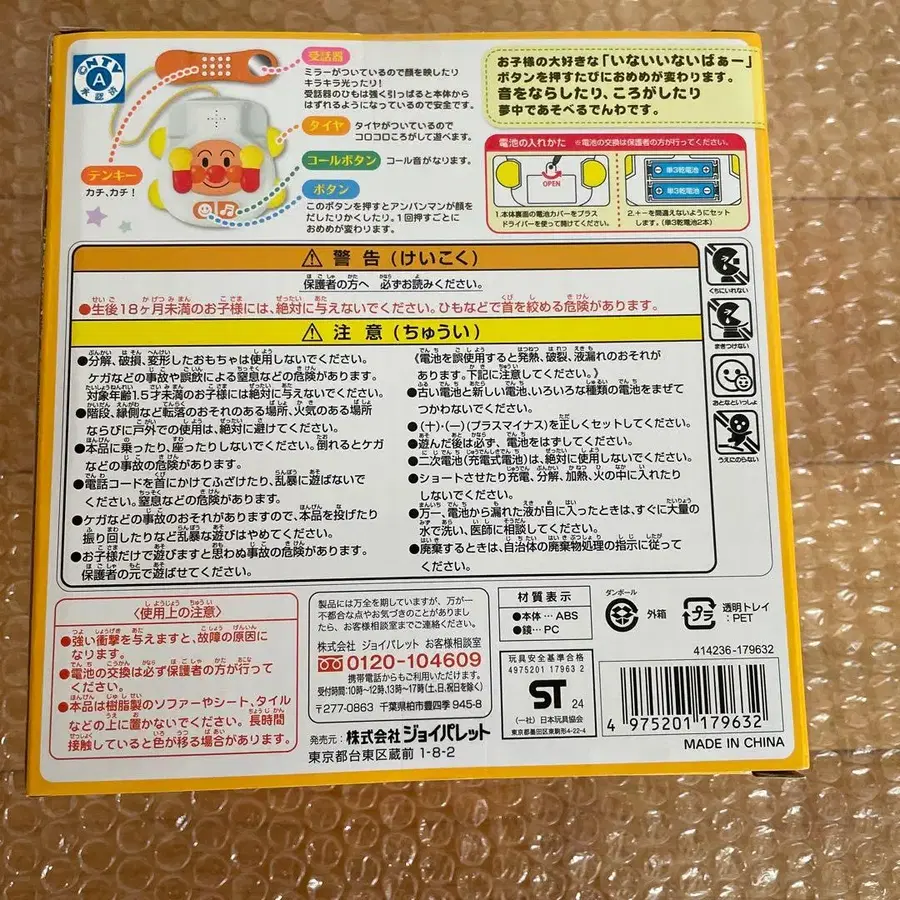 ©NTV
A
承認済
受話器
ミラーがついているので顔を映したり
キラキラ光ったり!
受話器のひもは強く引っぱると本体から
はずれるようになっているので安全です。
タイヤ
タイヤがついているので
コロコロころがして遊べます。
コールボタン
コール音がなります。
テンキー
カチ、カチ!
ボタン
このボタンを押すとアンパンマンが顔を
だしたりかくしたり。1回押すごとに
おめめが変わります。
お子様の大好きな「いないいないばぁー」
ボタンを押すたびにおめめが変わります。
音をならしたり、ころがしたり
夢中であそべるでんわです。
電池の入れかた ※電池の交換は保護者の方が行ってください。
OPEN
単3乾電池
単3乾電池
1.本体裏面の電池カバーをプラス
ドライバーを使って開けてください。
2.+-を間違えないようにセット
します。(単3乾電池2本)
警告(けいこく)
保護者の方へ 必ずお読みください。
●生後18ヶ月未満のお子様には、絶対に与えないでください。ひもなどで首を絞める危険があります。
注意(ちゅうい)
●分解、破損、変形したおもちゃは使用しないでください。
ケガなどの事故や誤飲による窒息などの危険があります。
対象年齢1.5才未満のお子様には絶対に与えないでください。
●階段、縁側など転落のおそれのある場所、火気のある場所
ならびに戸外での使用は、絶対に避けてください。
●本品に乗ったり、座ったりしないでください。倒れるとケガ
などの事故の危険があります。
●電話コードを首にかけてふざけたり、乱暴に遊ばないで
ください。窒息などの危険があります。
●ケガなどの事故のおそれがありますので、本品を投げたり
振り回したりなど乱暴な遊びはやめてください。
●お子様だけで遊びますと思わぬ事故の危険があります。
保護者の元で遊ばせてください。
《電池を誤使用すると発熱、破裂、液漏れのおそれが
あります。下記に注意してください。》
●古い電池と新しい電池、いろいろな種類の電池をまぜて
つかわないでください。
●(+)・(-)(プラスマイナス)を正しくセットしてください。
●遊んだ後は必ず、電池をはずしてください。
●二次電池(充電式電池)は、絶対に使用しないでください。
●ショートさせたり充電、分解、加熱、火の中に入れたり
しないでください。
●万一、電池から漏れた液が目に入ったときは、すぐに大量の
水で洗い、医師に相談してください。
●廃棄するときは、自治体の廃棄物処理の指示に従って
ください。
くちにいれない
まきつけない
おとなといっしょ
うえにのらない
〈使用上の注意〉
●強い衝撃を与えますと、故障の原因に
なります。
●電池の交換は必ず保護者の方が行って
ください。
●本品は樹脂製のソファーやシート、タイル
などの上に置かないでください。長時間
接触していると色が移る場合があります。
製品には万全を期していますが、万が一
不都合な点やお気づきのことがありましたら、
お客様相談室までご連絡ください。
株式会社 ジョイパレット お客様相談室
0120-104609
携帯電話からもご利用いただけます。
受付時間:10時〜12時、13時〜17時(土、日、祝日を除く)
〒277-0863 千葉県柏市豊四季945-8
発売元:株式会社ジョイパレット
東京都台東区蔵前1-8-2
材質表示
●本体…ABS
●鏡…PC
ダンボール
外箱
プラ
透明トレイ
:PET
414236-179632
玩具安全基準合格
4975201 17963 2
ST
24
(一社)日本玩具協会
東京都墨田区東駒形4-22-4
4 975201 179632
MADE IN CHINA